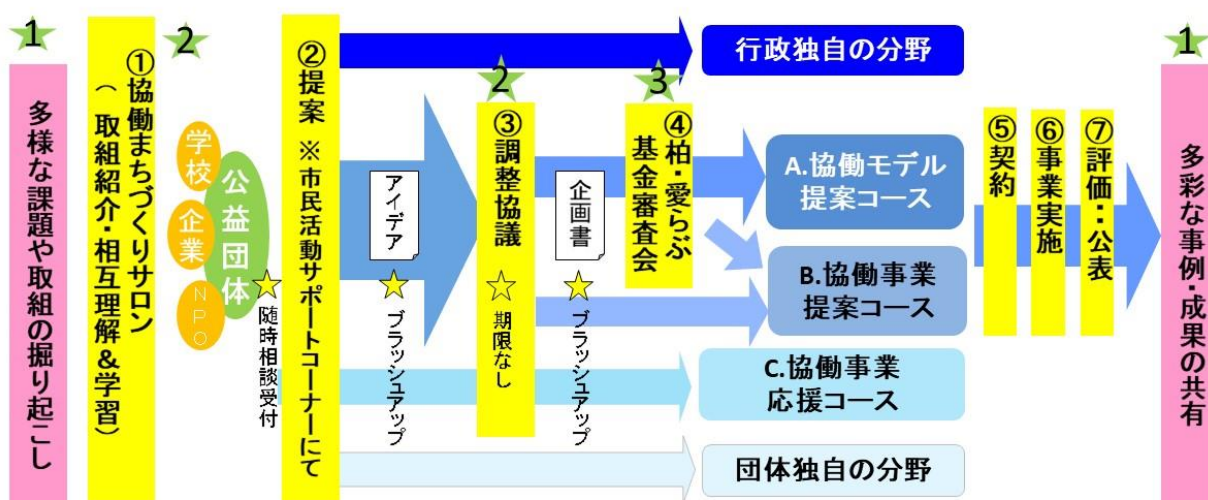 1
多様な課題や取組の掘り起こし
①協働まちづくりサロン
(取組紹介・相互理解&学習)
2
学校
企業
NPO
公益団体
随時相談受付
②提案 ※市民活動サポートコーナーにて
アイデア
ブラッシュアップ
2
③調整協議
期限なし
企画書
ブラッシュアップ
3
④柏・愛らぶ
基金審査会
行政独自の分野
A.協働モデル
提案コース
B.協働事業
提案コース
C.協働事業
応援コース
団体独自の分野
⑤契約
⑥事業実施
⑦評価:公表
1
多彩な事例・成果の共有